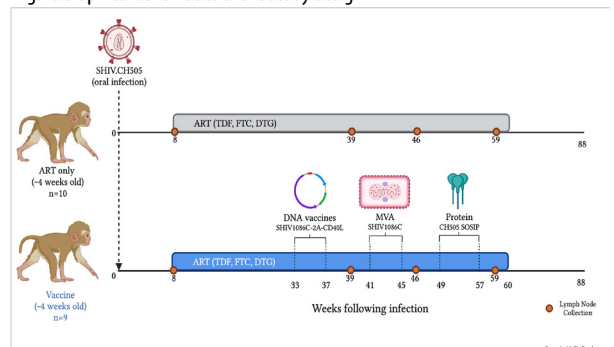 SHIV.CH505
(oral infection)
ART (TDF, FTC, DTG)
0
8
39
46
59
88
ART only
(~4 weeks old)
n=10
DNA vaccines
SHIV1086C-2A-CD40L
MVA
SHIV1086C
Protein
CH505 SOSIP
ART (TDF, FTC, DTG)
0
8
33
37
39
41
45
46
49
57
59
60
88
Vaccine
(~4 weeks old)
n=9
Weeks following infection
Lymph Node
Collection